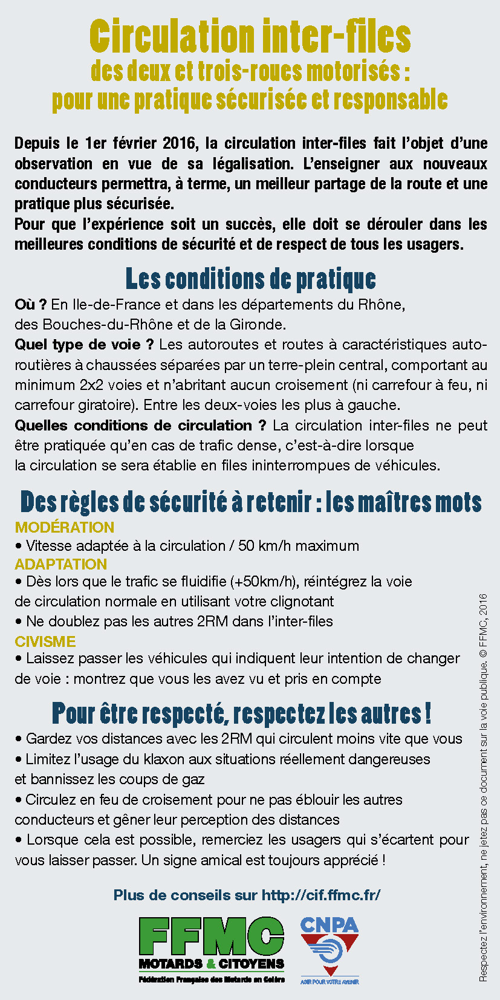 Circulation inter-files
des deux et trois-roues motorisés :
pour une pratique sécurisée et responsable
Depuis le 1er février 2016, la circulation inter-files fait l’objet d’une
observation en vue de sa légalisation. L’enseigner aux nouveaux
conducteurs permettra, à terme, un meilleur partage de la route et une
pratique plus sécurisée.
Pour que l’expérience soit un succès, elle doit se dérouler dans les
meilleures conditions de sécurité et de respect de tous les usagers.
Les conditions de pratique
Où ? En Ile-de-France et dans les départements du Rhône,
des Bouches-du-Rhône et de la Gironde.
Quel type de voie ? Les autoroutes et routes à caractéristiques auto-
routières à chaussées séparées par un terre-plein central, comportant au
minimum 2x2 voies et n’abritant aucun croisement (ni carrefour à feu, ni
carrefour giratoire). Entre les deux-voies les plus à gauche.
Quelles conditions de circulation ? La circulation inter-files ne peut
être pratiquée qu’en cas de trafic dense, c’est-à-dire lorsque
la circulation se sera établie en files ininterrompues de véhicules.
Des règles de sécurité à retenir : les maîtres mots
MODÉRATION
• Vitesse adaptée à la circulation / 50 km/h maximum
ADAPTATION
• Dès lors que le trafic se fluidifie (+50km/h), réintégrez la voie
de circulation normale en utilisant votre clignotant
• Ne doublez pas les autres 2RM dans l’inter-files
CIVISME
• Laissez passer les véhicules qui indiquent leur intention de changer
de voie : montrez que vous les avez vu et pris en compte
Pour être respecté, respectez les autres !
• Gardez vos distances avec les 2RM qui circulent moins vite que vous
• Limitez l’usage du klaxon aux situations réellement dangereuses
et bannissez les coups de gaz
• Circulez en feu de croisement pour ne pas éblouir les autres
conducteurs et gêner leur perception des distances
• Lorsque cela est possible, remerciez les usagers qui s’écartent pour
vous laisser passer. Un signe amical est toujours apprécié !
Plus de conseils sur http://cif.ffmc.fr/
FFMC
MOTARDS & CITOYENS
Fédération Française des Motards en Colère
CNPA
AGIR POUR VOTRE AVENIR
Respectez l’environnement, ne jetez pas ce document sur la voie publique. © FFMC, 2016